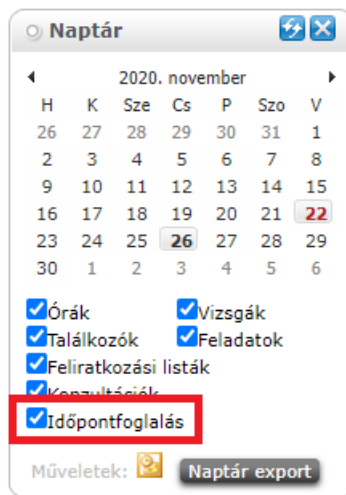 Naptár
2020. november
H K Sze Cs P Szo V
26 27 28 29 30 31 1
2 3 4 5 6 7 8
9 10 11 12 13 14 15
16 17 18 19 20 21 22
23 24 25 26 27 28 29
30 1 2 3 4 5 6
Órák Vizsgák
Találkozók Feladatok
Feliratkozási listák
Konzultációk
Időpontfoglalás
Műveletek: Naptár export